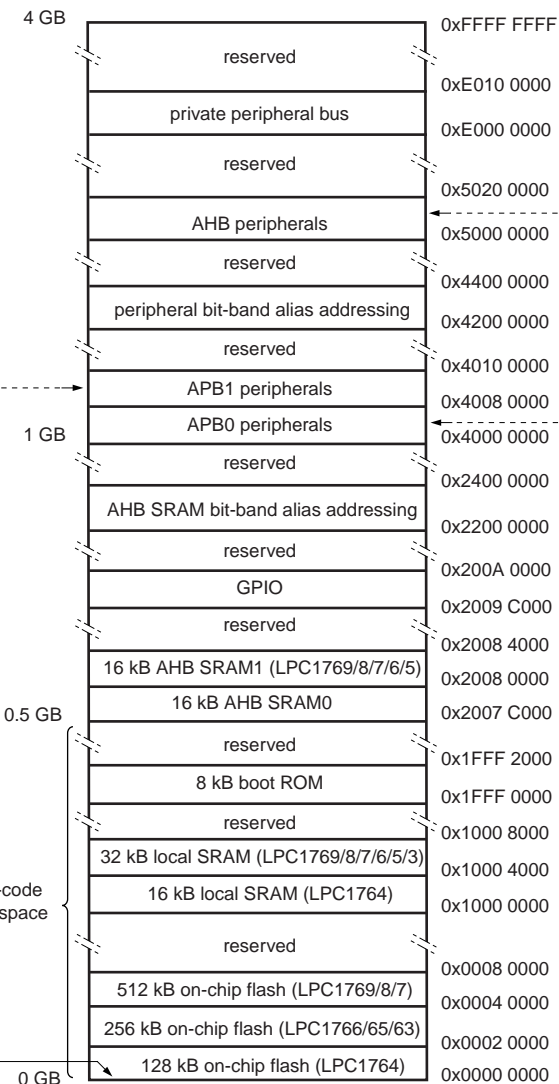 4 GB
0xFFFF FFFF
reserved
0xE010 0000
private peripheral bus
0xE000 0000
reserved
0x5020 0000
AHB peripherals
0x5000 0000
reserved
0x4400 0000
peripheral bit-band alias addressing
0x4200 0000
reserved
0x4010 0000
APB1 peripherals
0x4008 0000
1 GB
APB0 peripherals
0x4000 0000
reserved
0x2400 0000
AHB SRAM bit-band alias addressing
0x2200 0000
reserved
0x200A 0000
GPIO
0x2009 C000
reserved
0x2008 4000
16 kB AHB SRAM1 (LPC1769/8/7/6/5)
0x2008 0000
16 kB AHB SRAM0
0.5 GB
0x2007 C000
reserved
0x1FFF 2000
8 kB boot ROM
0x1FFF 0000
reserved
0x1000 8000
32 kB local SRAM (LPC1769/8/7/6/5/3)
0x1000 4000
-code
space
16 kB local SRAM (LPC1764)
0x1000 0000
reserved
0x0008 0000
512 kB on-chip flash (LPC1769/8/7)
0x0004 0000
256 kB on-chip flash (LPC1766/65/63)
0x0002 0000
128 kB on-chip flash (LPC1764)
0 GB
0x0000 0000